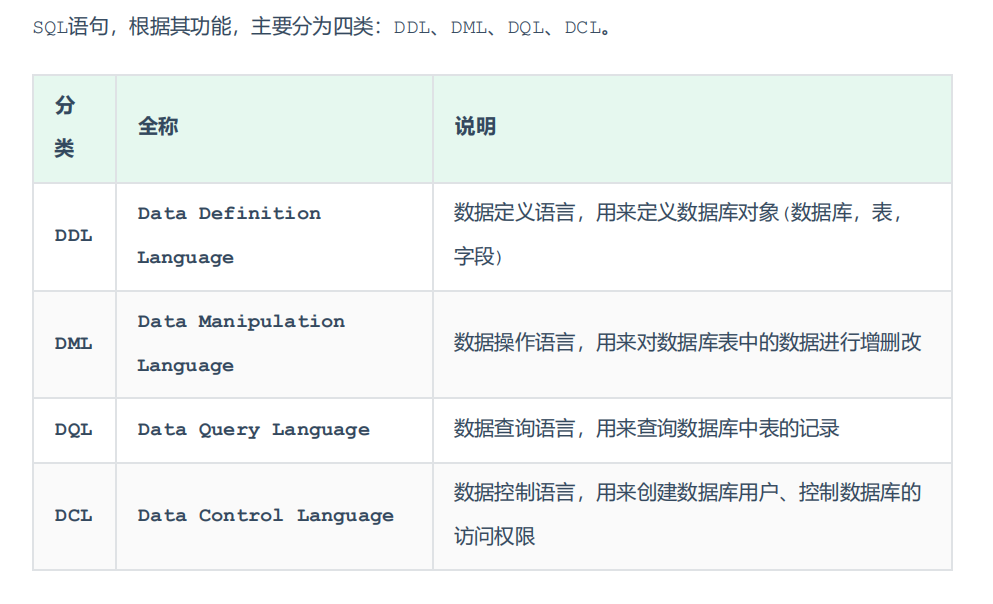 SQL语句，根据其功能，主要分为四类：DDL、DML、DQL、DCL。
分
类
全称
说明
DDL
Data Definition
Language
数据定义语言，用来定义数据库对象(数据库，表，
字段)
DML
Data Manipulation
Language
数据操作语言，用来对数据库表中的数据进行增删改
DQL
Data Query Language
数据查询语言，用来查询数据库中表的记录
DCL
Data Control Language
数据控制语言，用来创建数据库用户、控制数据库的
访问权限